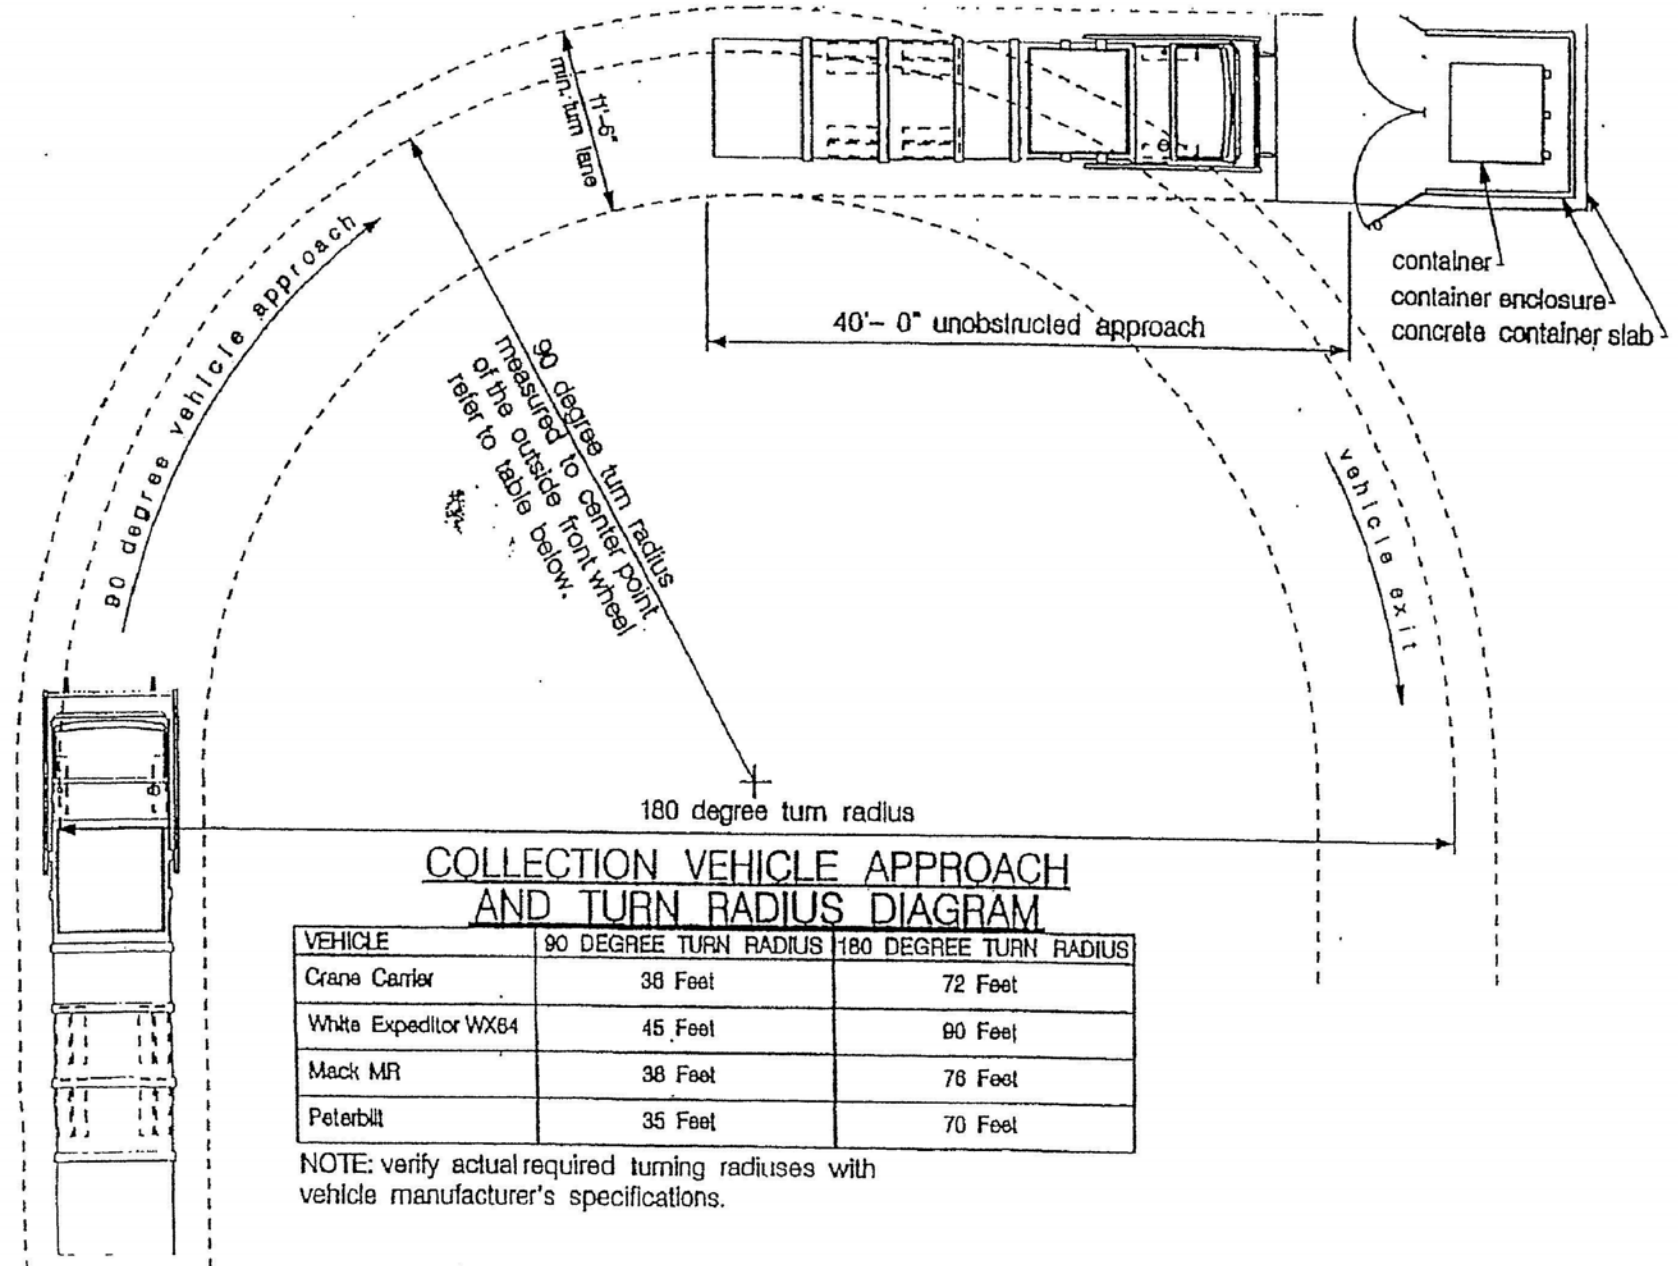 11'-6"
min. turn lane
90 degree vehicle approach
container
container enclosure
concrete container slab
40'- 0" unobstructed approach
90 degree turn radius
measured to center point
of the outside front wheel
refer to table below.
vehicle exit
180 degree turn radius
COLLECTION VEHICLE APPROACH
AND TURN RADIUS DIAGRAM
VEHICLE 90 DEGREE TURN RADIUS 180 DEGREE TURN RADIUS
Crane Carrier 36 Feet 72 Feet
White Expeditor WX64 45 Feet 90 Feet
Mack MR 38 Feet 76 Feet
Peterbilt 35 Feet 70 Feet
NOTE: verify actual required turning radiuses with
vehicle manufacturer's specifications.